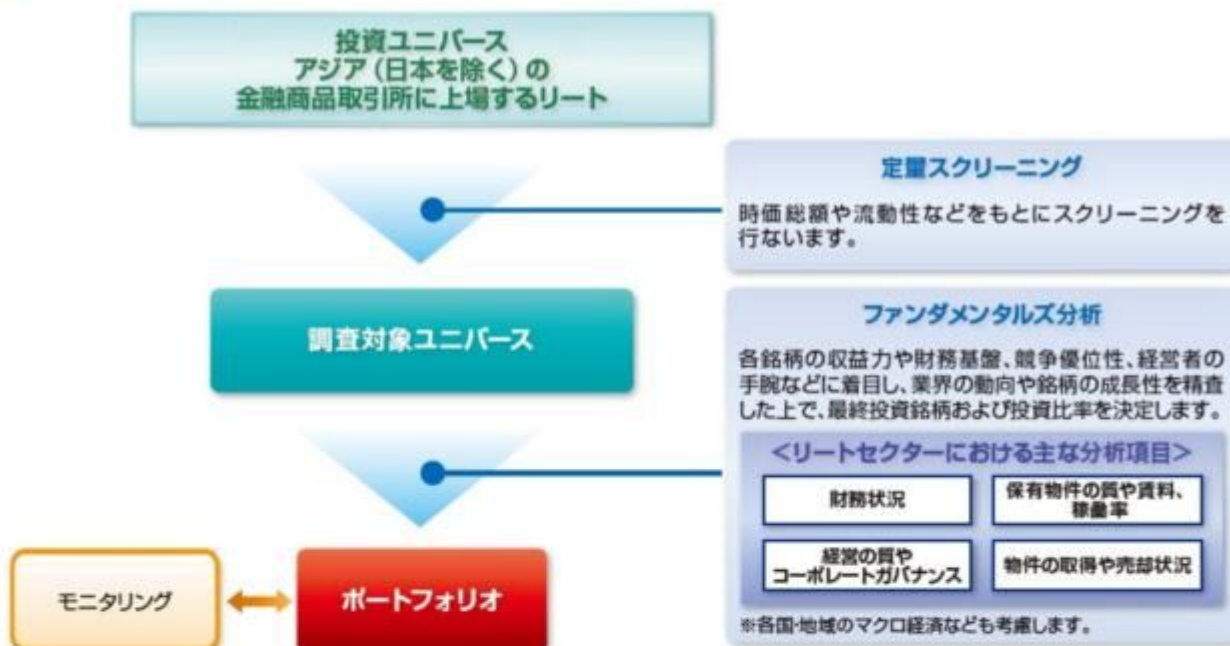 投資ユニバース
アジア（日本を除く）の
金融商品取引所に上場するリート
定量スクリーニング
時価総額や流動性などをもとにスクリーニングを
行ないます。
調査対象ユニバース
ファンダメンタルズ分析
各銘柄の収益力や財務基盤、競争優位性、経営者の
手腕などに着目し、業界の動向や銘柄の成長性を精査
した上で、最終投資銘柄および投資比率を決定します。
＜リートセクターにおける主な分析項目＞
財務状況
保有物件の質や賃料、
稼働率
経営の質や
コーポレートガバナンス
物件の取得や売却状況
※各国・地域のマクロ経済なども考慮します。
モニタリング
ポートフォリオ